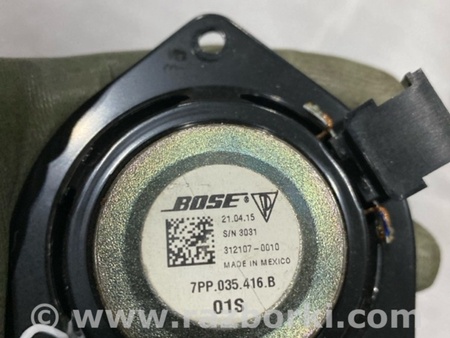 BOSE®
21.04.15
S/N 3031
312107-0010
MADE IN MEXICO
7PP.035.416.B
01S
www.razborki.com